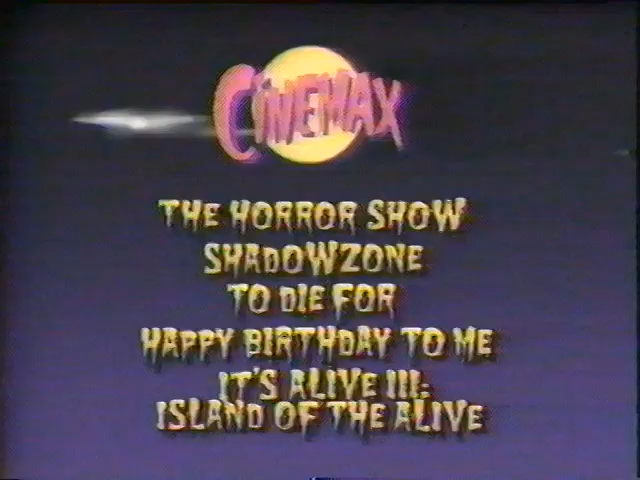 CINEMAX
THE HORROR SHOW
SHADOWZONE
TO DIE FOR
HAPPY BIRTHDAY TO ME
IT'S ALIVE III:
ISLAND OF THE ALIVE